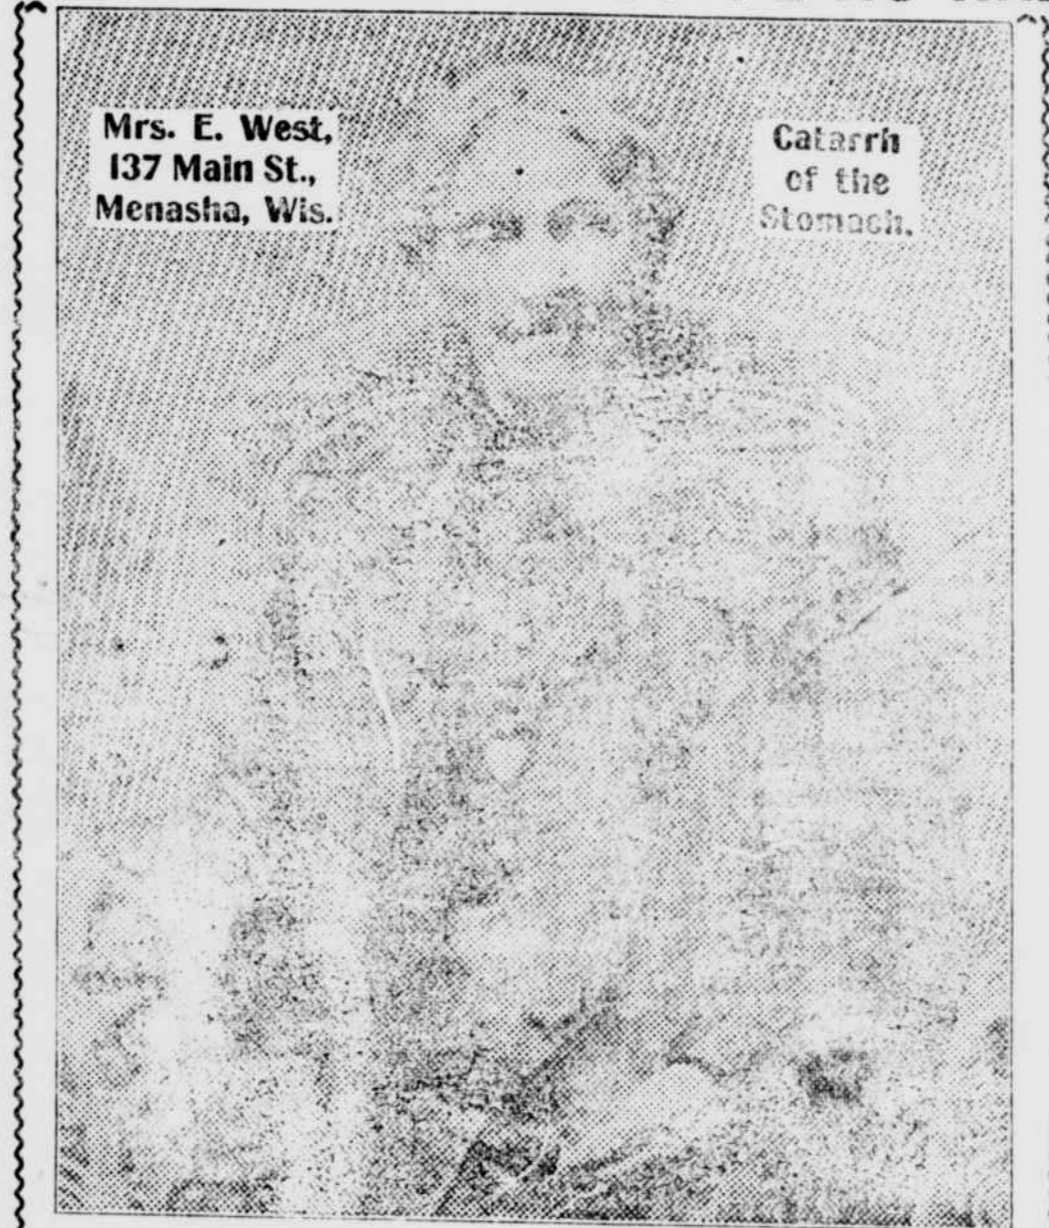 Mrs. E. West,
137 Main St.,
Menasha, Wis.
Catarrh
of the
Stomach.